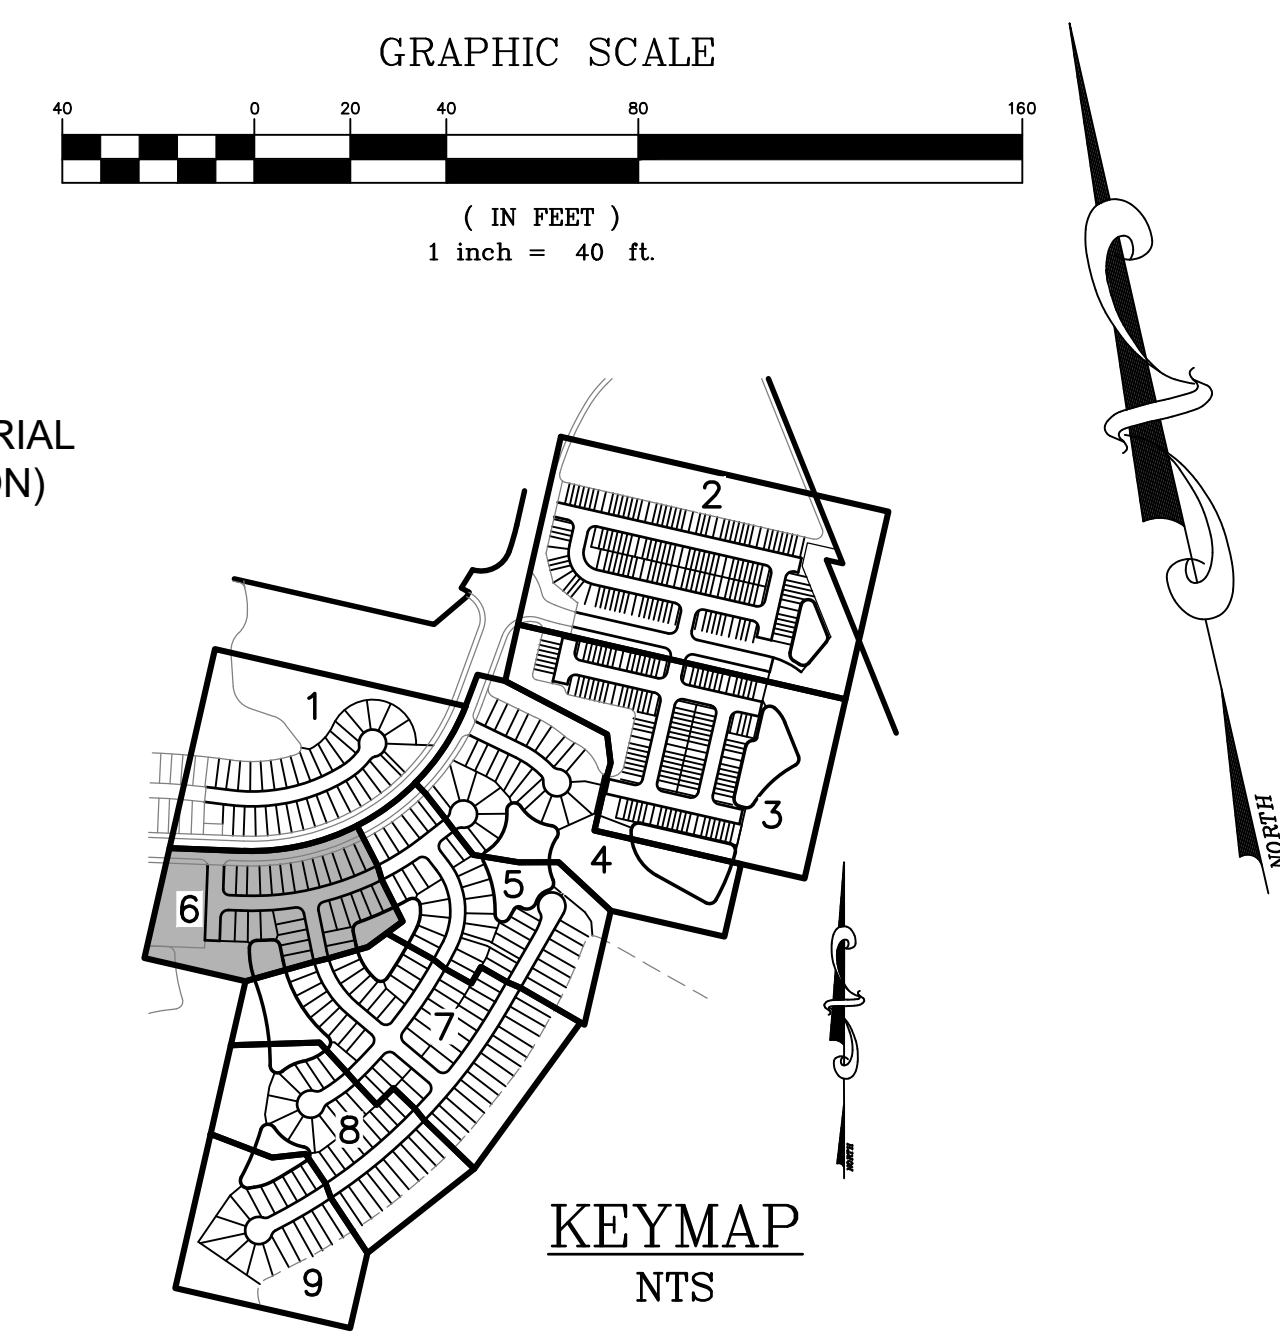 GRAPHIC SCALE
40 0 20 40 80 160
( IN FEET )
1 inch = 40 ft.
RIAL
ON)
2
1
3
4
5
6
7
8
9
NORTH
NORTH
KEYMAP
NTS